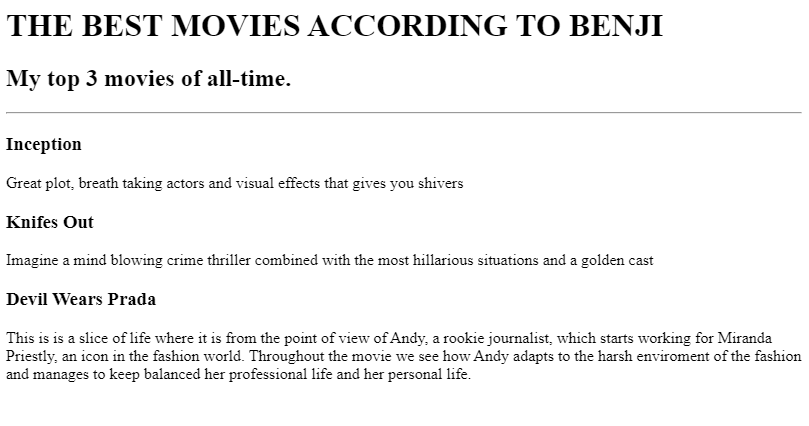 THE BEST MOVIES ACCORDING TO BENJI
My top 3 movies of all-time.
Inception
Great plot, breath taking actors and visual effects that gives you shivers
Knifes Out
Imagine a mind blowing crime thriller combined with the most hillarious situations and a golden cast
Devil Wears Prada
This is is a slice of life where it is from the point of view of Andy, a rookie journalist, which starts working for Miranda
Priestly, an icon in the fashion world. Throughout the movie we see how Andy adapts to the harsh enviroment of the fashion
and manages to keep balanced her professional life and her personal life.